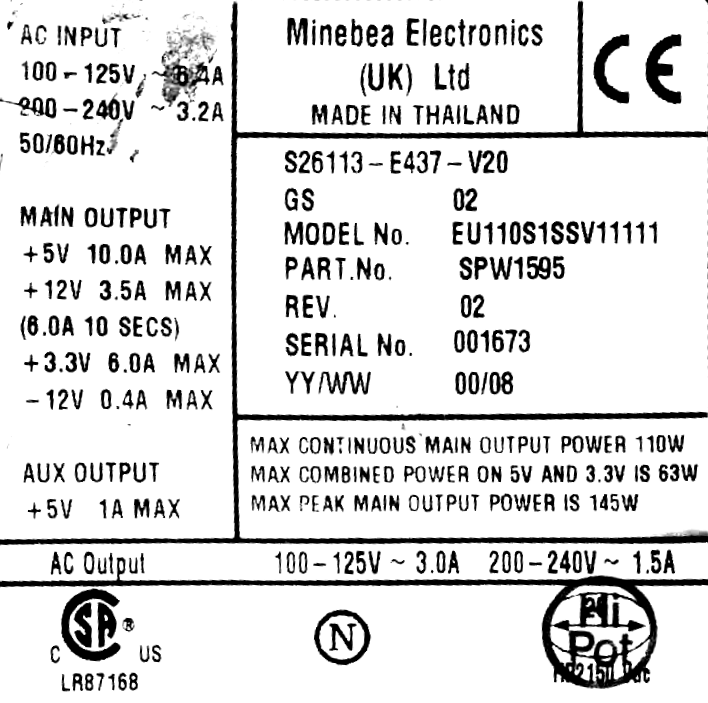 AC INPUT
100 – 125V ~ 6.4A
200 – 240V ~ 3.2A
50/60Hz
MAIN OUTPUT
+5V 10.0A MAX
+12V 3.5A MAX
(6.0A 10 SECS)
+3.3V 6.0A MAX
–12V 0.4A MAX
AUX OUTPUT
+5V 1A MAX
Minebea Electronics
(UK) Ltd
MADE IN THAILAND
CE
S26113 – E437 – V20
GS 02
MODEL No. EU110S1SSV11111
PART.No. SPW1595
REV. 02
SERIAL No. 001673
YY/WW 00/08
MAX CONTINUOUS MAIN OUTPUT POWER 110W
MAX COMBINED POWER ON 5V AND 3.3V IS 63W
MAX PEAK MAIN OUTPUT POWER IS 145W
AC Output 100 – 125V ~ 3.0A 200 – 240V ~ 1.5A
C SA ® US
LR87168
N
Hi
Pot